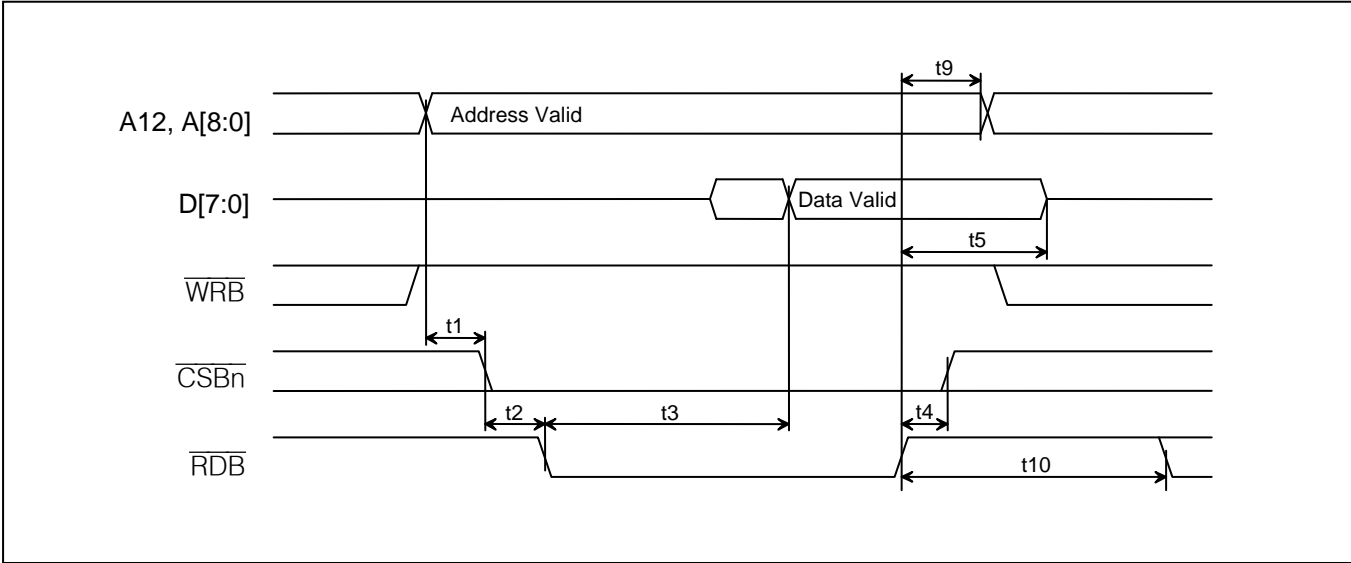 t9
A12, A[8:0]
Address Valid
D[7:0]
Data Valid
t5
WRB
t1
CSBn
t2
t3
t4
RDB
t10